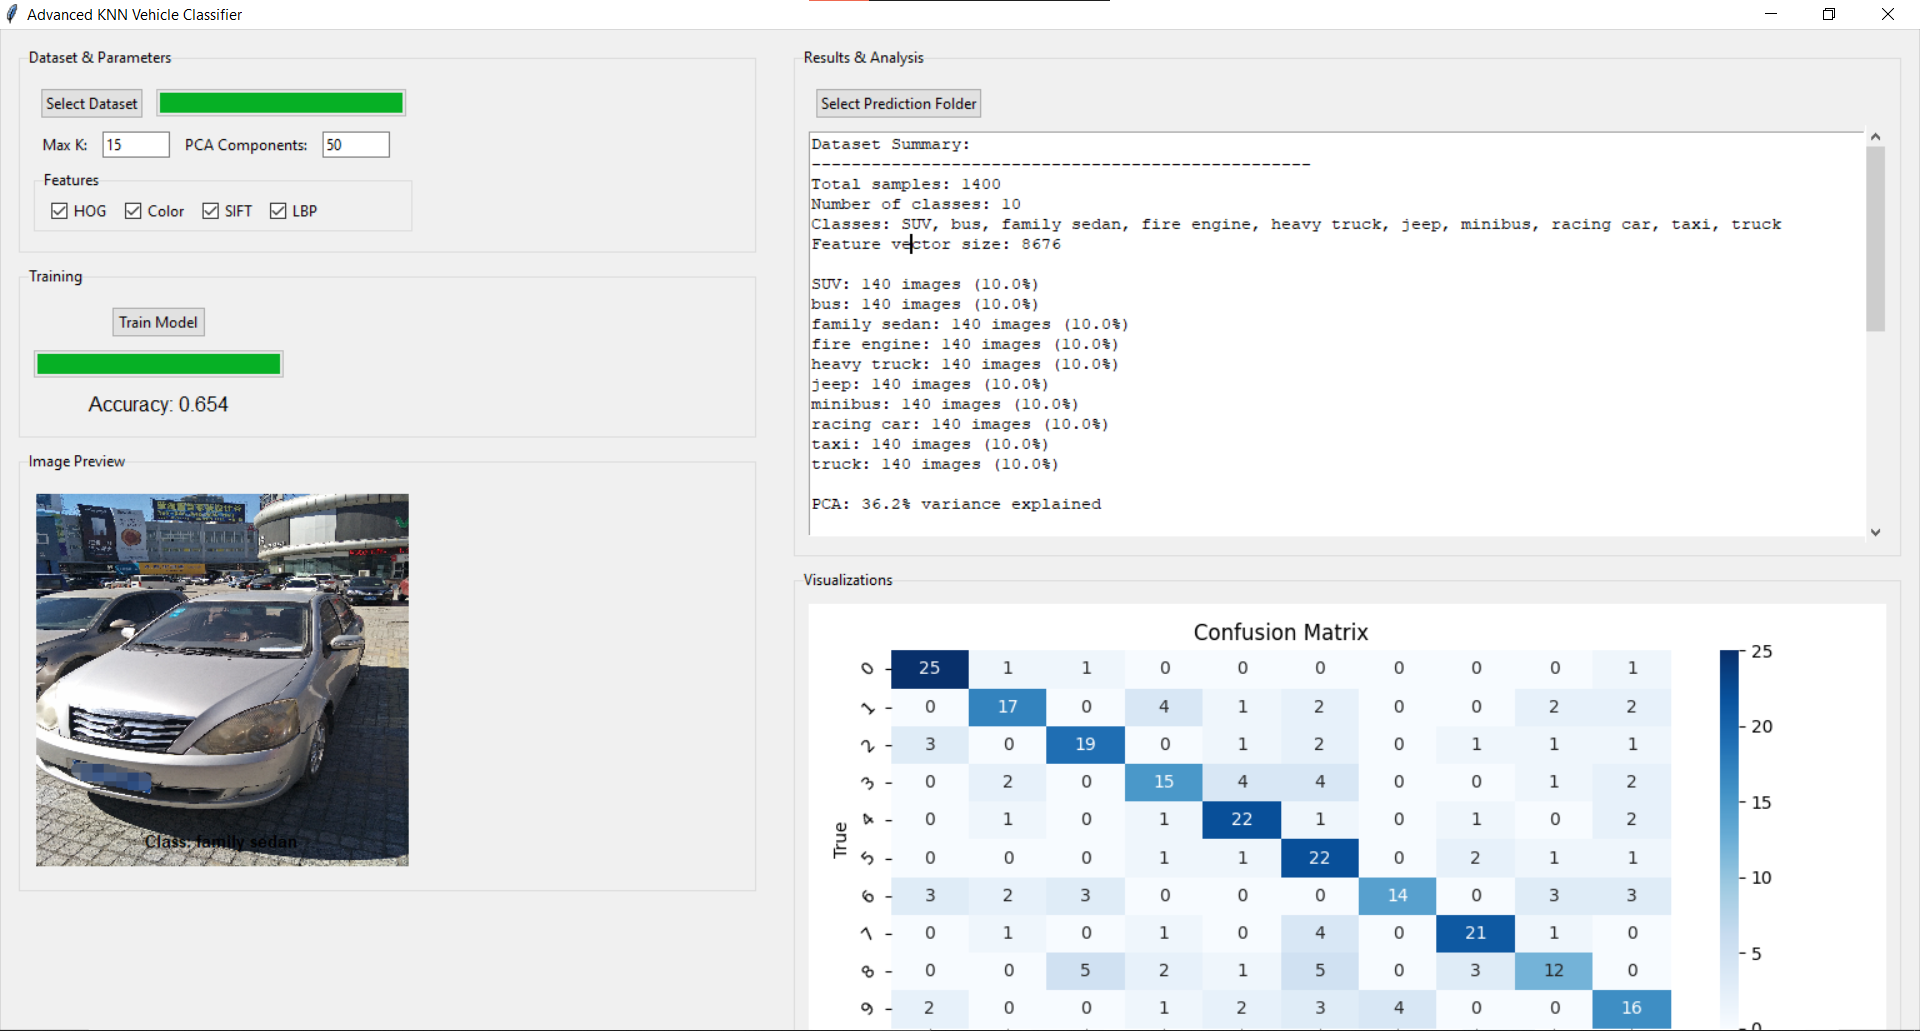 Advanced KNN Vehicle Classifier
Dataset & Parameters
Select Dataset
Max K: 15 PCA Components: 50
Features
HOG Color SIFT LBP
Training
Train Model
Accuracy: 0.654
Image Preview
Class: family sedan
Results & Analysis
Select Prediction Folder
Dataset Summary:
--------------------------------------------------
Total samples: 1400
Number of classes: 10
Classes: SUV, bus, family sedan, fire engine, heavy truck, jeep, minibus, racing car, taxi, truck
Feature vector size: 8676
SUV: 140 images (10.0%)
bus: 140 images (10.0%)
family sedan: 140 images (10.0%)
fire engine: 140 images (10.0%)
heavy truck: 140 images (10.0%)
jeep: 140 images (10.0%)
minibus: 140 images (10.0%)
racing car: 140 images (10.0%)
taxi: 140 images (10.0%)
truck: 140 images (10.0%)
PCA: 36.2% variance explained
Visualizations
Confusion Matrix
0 25 1 1 0 0 0 0 0 0 1
1 0 17 0 4 1 2 0 0 2 2
2 3 0 19 0 1 2 0 1 1 1
3 0 2 0 15 4 4 0 0 1 2
4 0 1 0 1 22 1 0 1 0 2
5 0 0 0 1 1 22 0 2 1 1
6 3 2 3 0 0 0 14 0 3 3
7 0 1 0 1 0 4 0 21 1 0
8 0 0 5 2 1 5 0 3 12 0
9 2 0 0 1 2 3 4 0 0 16
True
25
20
15
10
5
0